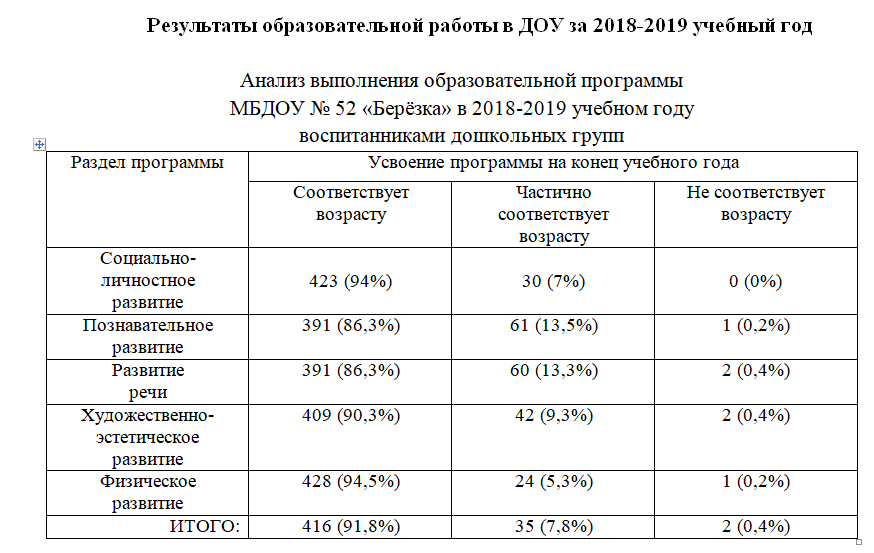 Результаты образовательной работы в ДОУ за 2018-2019 учебный год
Анализ выполнения образовательной программы
МБДОУ № 52 «Берёзка» в 2018-2019 учебном году
воспитанниками дошкольных групп
Раздел программы
Усвоение программы на конец учебного года
Соответствует
возрасту
Частично
соответствует
возрасту
Не соответствует
возрасту
Социально-
личностное
развитие
423 (94%)
30 (7%)
0 (0%)
Познавательное
развитие
391 (86,3%)
61 (13,5%)
1 (0,2%)
Развитие
речи
391 (86,3%)
60 (13,3%)
2 (0,4%)
Художественно-
эстетическое
развитие
409 (90,3%)
42 (9,3%)
2 (0,4%)
Физическое
развитие
428 (94,5%)
24 (5,3%)
1 (0,2%)
ИТОГО:
416 (91,8%)
35 (7,8%)
2 (0,4%)